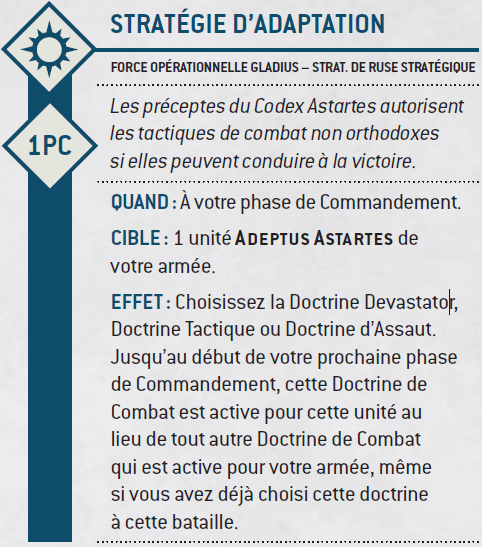 STRATÉGIE D'ADAPTATION
FORCE OPÉRATIONNELLE GLADIUS – STRAT. DE RUSE STRATÉGIQUE
Les préceptes du Codex Astartes autorisent
les tactiques de combat non orthodoxes
si elles peuvent conduire à la victoire.
1PC
QUAND : À votre phase de Commandement.
CIBLE : 1 unité ADEPTUS ASTARTES de
votre armée.
EFFET : Choisissez la Doctrine Devastator,
Doctrine Tactique ou Doctrine d'Assaut.
Jusqu'au début de votre prochaine phase
de Commandement, cette Doctrine de
Combat est active pour cette unité au
lieu de tout autre Doctrine de Combat
qui est active pour votre armée, même
si vous avez déjà choisi cette doctrine
à cette bataille.